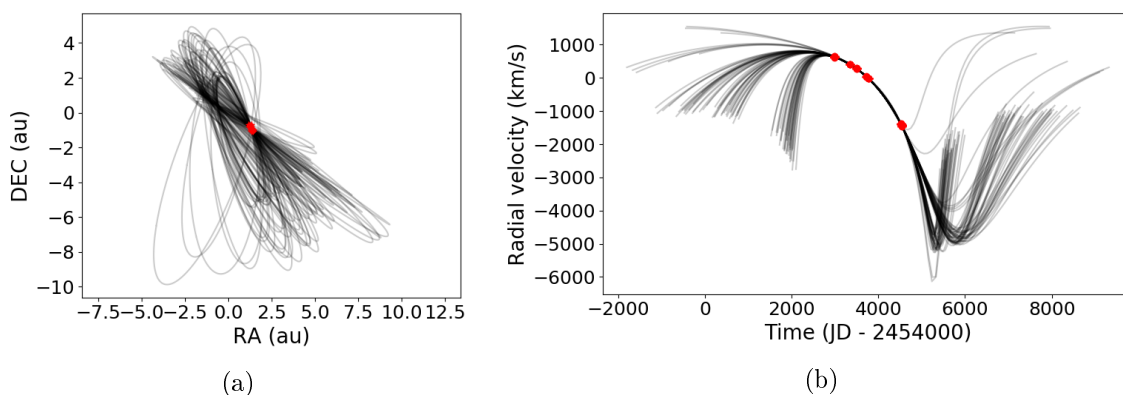 4
2
0
−2
−4
−6
−8
−10
DEC (au)
−7.5 −5.0 −2.5 0.0 2.5 5.0 7.5 10.0 12.5
RA (au)
(a)
1000
0
−1000
−2000
−3000
−4000
−5000
−6000
Radial velocity (km/s)
−2000 0 2000 4000 6000 8000
Time (JD - 2454000)
(b)